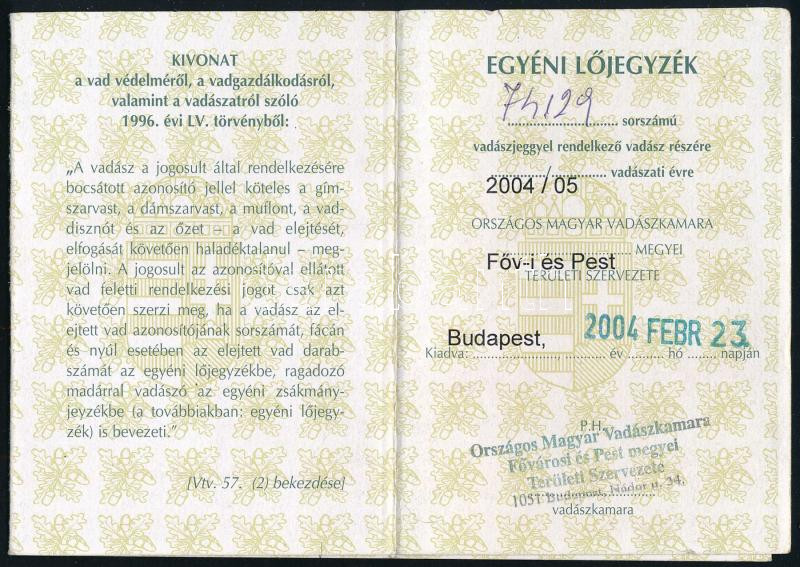 KIVONAT
a vad védelméről, a vadgazdálkodásról,
valamint a vadászatról szóló
1996. évi LV. törvényből:
„A vadász a jogosult által rendelkezésére
bocsátott azonosító jellel köteles a gím-
szarvast, a dámszarvast, a muflont, a vad-
disznót és az őzet – a vad elejtését,
elfogását követően haladéktalanul – meg-
jelölni. A jogosult az azonosítóval ellátott
vad feletti rendelkezési jogot csak azt
követően szerzi meg, ha a vadász az el-
ejtett vad azonosítójának sorszámát, fácán
és nyúl esetében az elejtett vad darab-
számát az egyéni lőjegyzékbe, ragadozó
madárral vadászó az egyéni zsákmány-
jeyzékbe (a továbbiakban: egyéni lőjegy-
zék) is bevezeti.”
[Vtv. 57. (2) bekezdése]
EGYÉNI LŐJEGYZÉK
74129
sorszámú
vadászjeggyel rendelkező vadász részére
2004 / 05 / vadászati évre
ORSZÁGOS MAGYAR VADÁSZKAMARA
Főv-i és Pest MEGYEI
TERÜLETI SZERVEZETE
Budapest, 2004 FEBR 23.
Kiadva: év hó napján
P.H.
Országos Magyar Vadászkamara
Fővárosi és Pest megyei
Területi Szervezete
1051 Budapest, Nádor u. 34.
vadászkamara